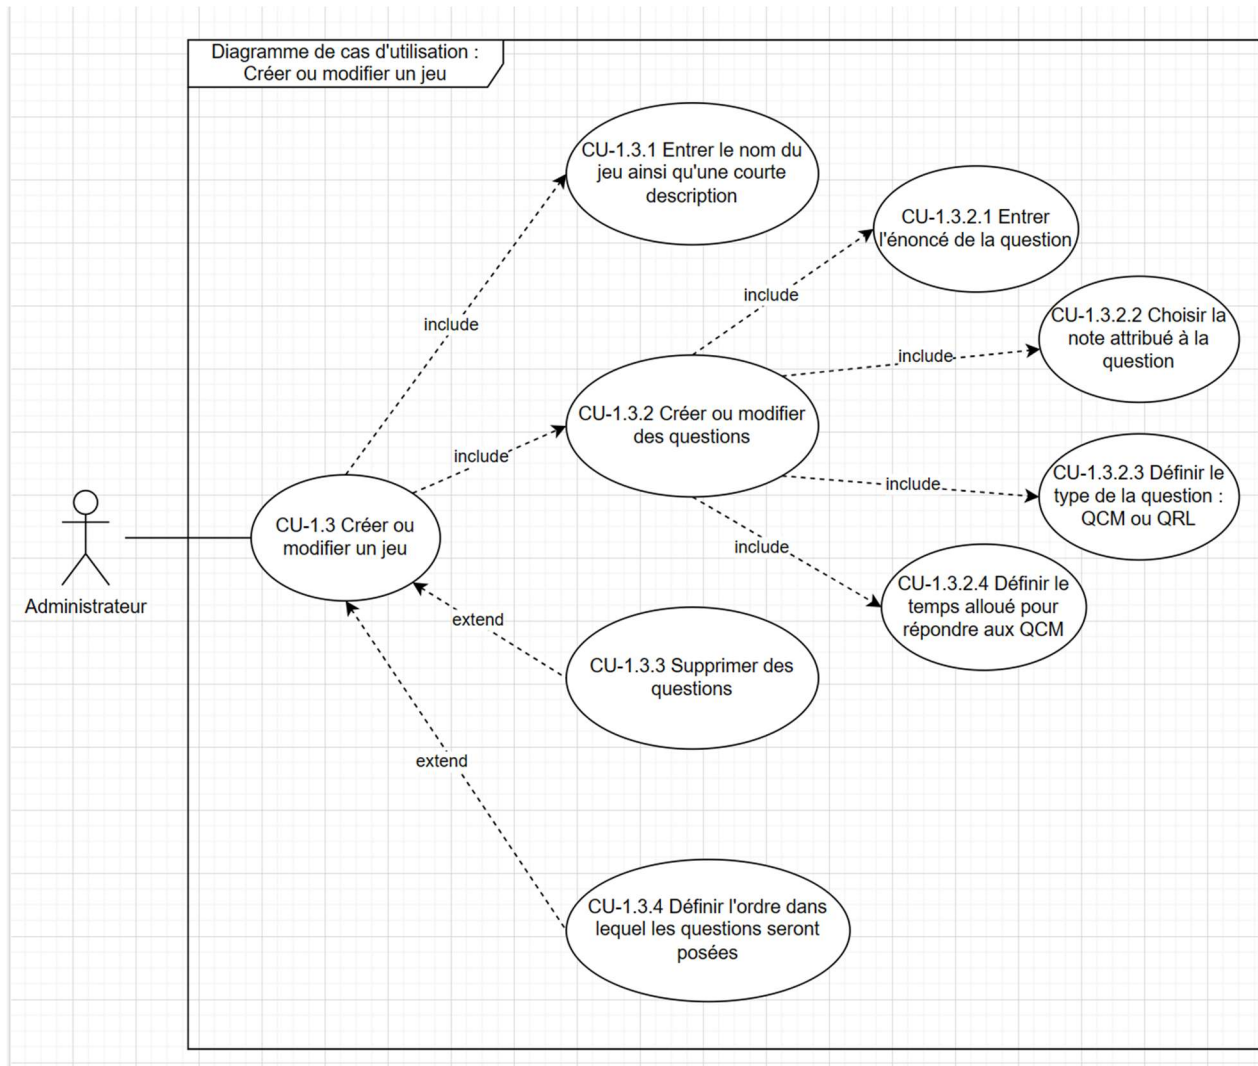 Diagramme de cas d'utilisation :
Créer ou modifier un jeu
CU-1.3.1 Entrer le nom du
jeu ainsi qu'une courte
description
CU-1.3.2.1 Entrer
l'énoncé de la question
include
include
CU-1.3.2.2 Choisir la
note attribué à la
question
include
CU-1.3.2 Créer ou modifier
des questions
include
CU-1.3.2.3 Définir le
type de la question :
QCM ou QRL
include
CU-1.3 Créer ou
modifier un jeu
include
CU-1.3.2.4 Définir le
temps alloué pour
répondre aux QCM
Administrateur
extend
CU-1.3.3 Supprimer des
questions
extend
CU-1.3.4 Définir l'ordre dans
lequel les questions seront
posées